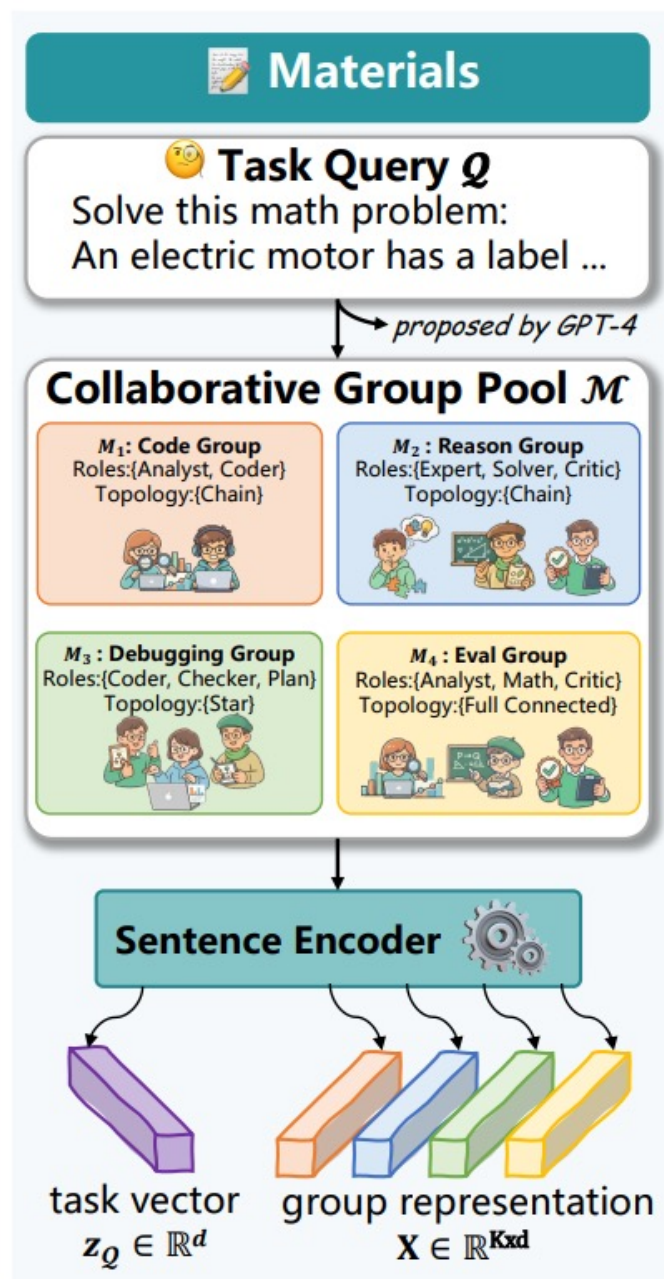 Materials
Task Query 𝒬
Solve this math problem:
An electric motor has a label ...
proposed by GPT-4
Collaborative Group Pool ℳ
M₁: Code Group
Roles:{Analyst, Coder}
Topology:{Chain}
M₂ : Reason Group
Roles:{Expert, Solver, Critic}
Topology:{Chain}
M₃ : Debugging Group
Roles:{Coder, Checker, Plan}
Topology:{Star}
M₄ : Eval Group
Roles:{Analyst, Math, Critic}
Topology:{Full Connected}
Sentence Encoder
task vector
z_Q ∈ ℝᵈ
group representation
X ∈ ℝᴷˣᵈ